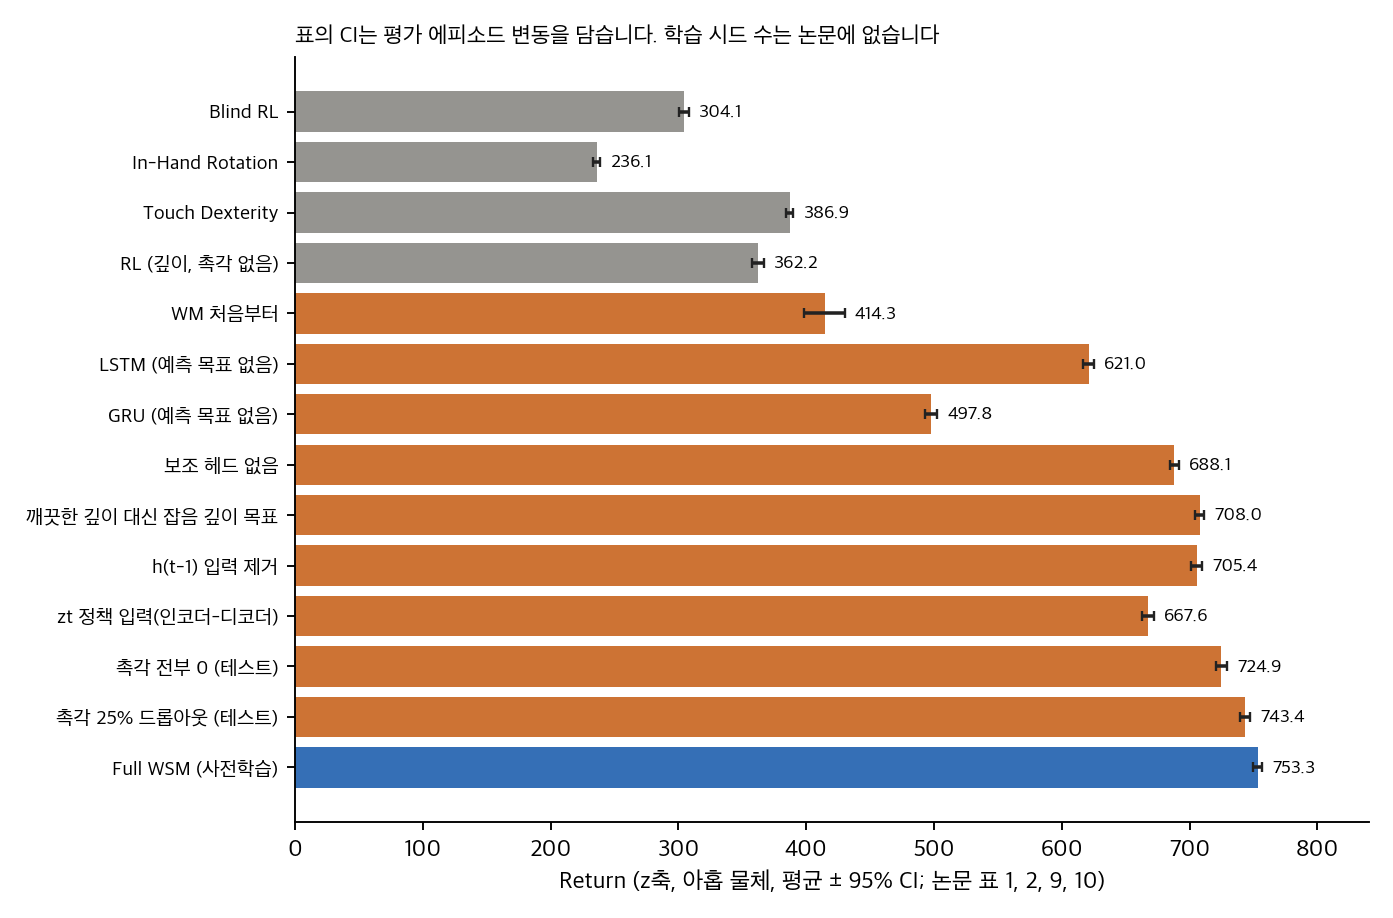 표의 CI는 평가 에피소드 변동을 담습니다. 학습 시드 수는 논문에 없습니다
Blind RL 304.1
In-Hand Rotation 236.1
Touch Dexterity 386.9
RL (깊이, 촉각 없음) 362.2
WM 처음부터 414.3
LSTM (예측 목표 없음) 621.0
GRU (예측 목표 없음) 497.8
보조 헤드 없음 688.1
깨끗한 깊이 대신 잡음 깊이 목표 708.0
h(t-1) 입력 제거 705.4
zt 정책 입력(인코더-디코더) 667.6
촉각 전부 0 (테스트) 724.9
촉각 25% 드롭아웃 (테스트) 743.4
Full WSM (사전학습) 753.3
0 100 200 300 400 500 600 700 800
Return (z축, 아홉 물체, 평균 ± 95% CI; 논문 표 1, 2, 9, 10)